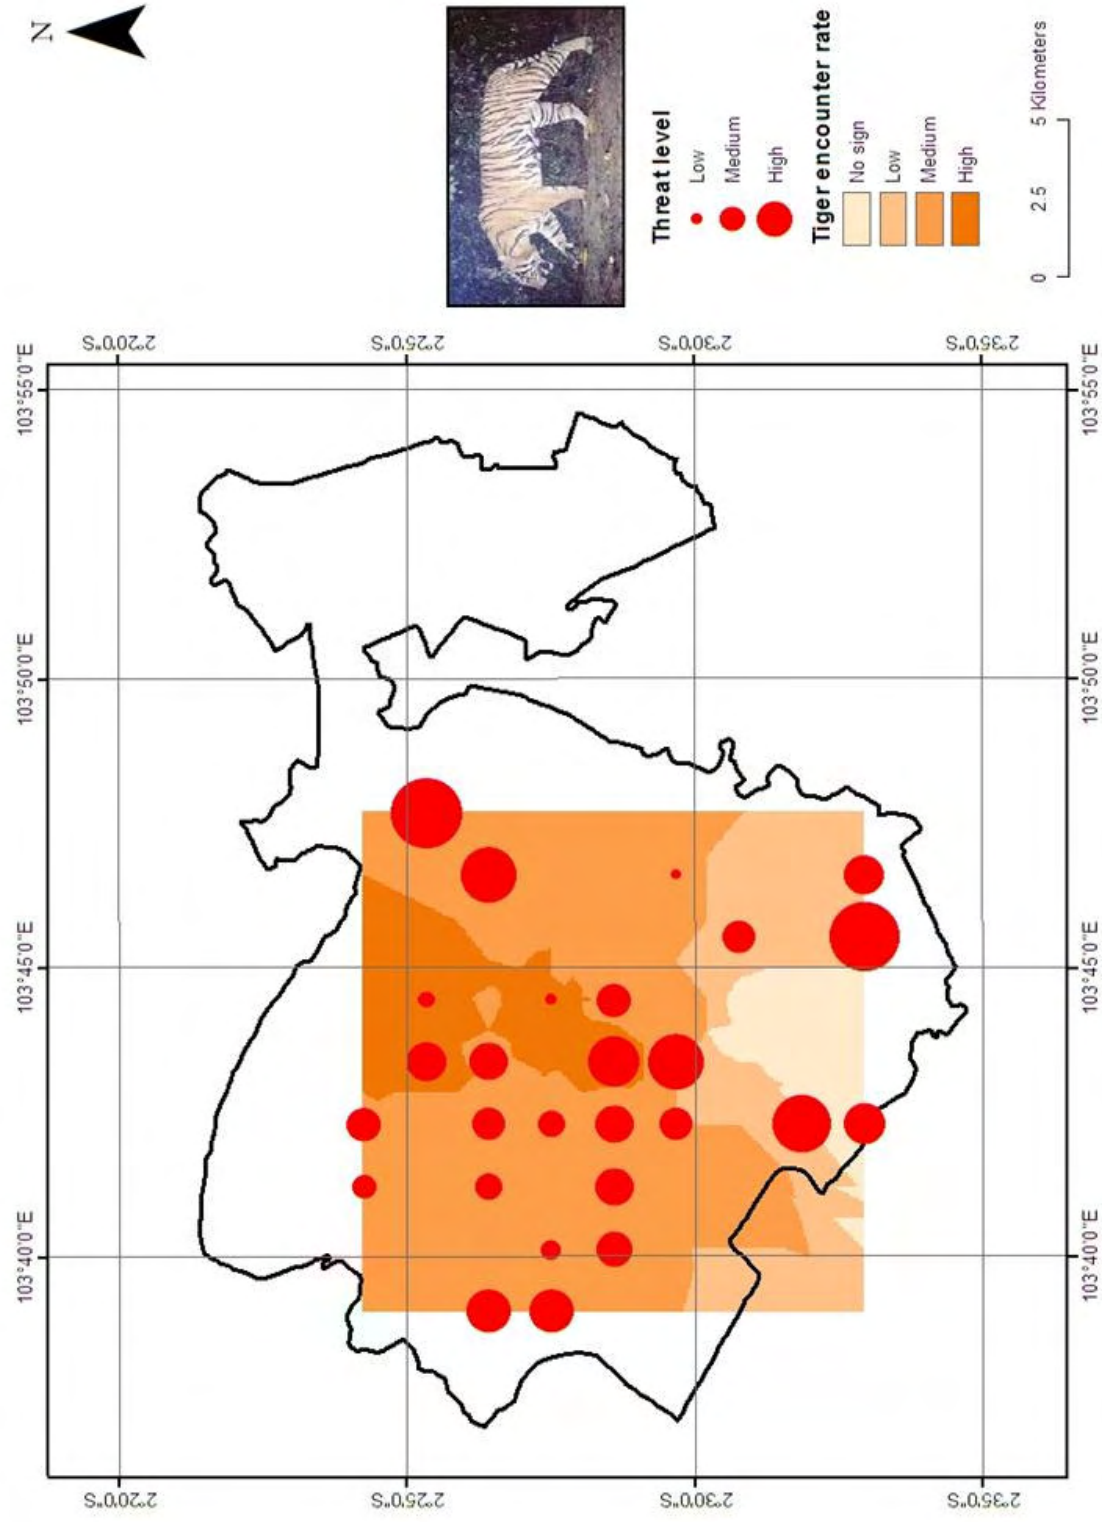 103°40'0"E
103°45'0"E
103°50'0"E
103°55'0"E
N
2°20'0"S
2°20'0"S
2°25'0"S
2°25'0"S
2°30'0"S
2°30'0"S
2°35'0"S
2°35'0"S
103°40'0"E
103°45'0"E
103°50'0"E
103°55'0"E
Threat level
Low
Medium
High
Tiger encounter rate
No sign
Low
Medium
High
0 2.5 5 Kilometers